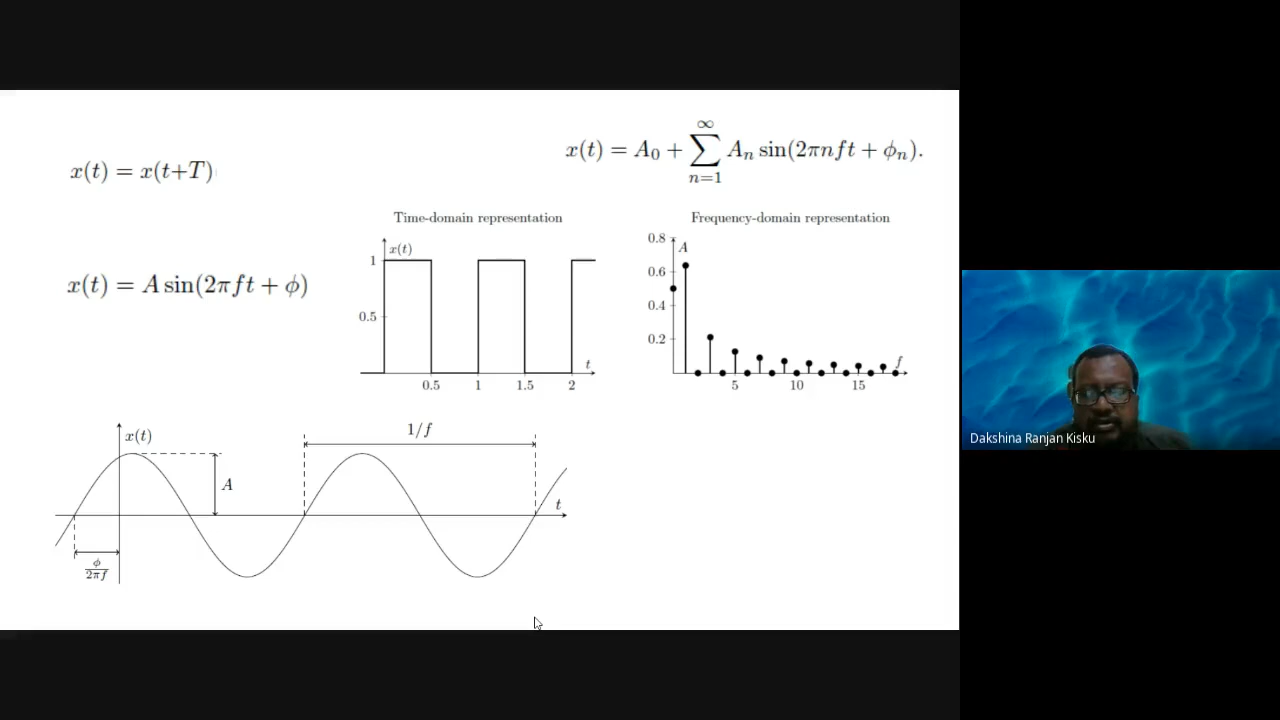 x(t) = x(t+T)
x(t) = A₀ + ∑ₙ₌₁^∞ Aₙ sin(2πnft + ϕₙ).
x(t) = A sin(2πft + ϕ)
Time-domain representation
x(t)
1
0.5
t
0.5 1 1.5 2
Frequency-domain representation
0.8
A
0.6
0.4
0.2
f
5 10 15
x(t)
A
1/f
t
ϕ
2πf
Dakshina Ranjan Kisku